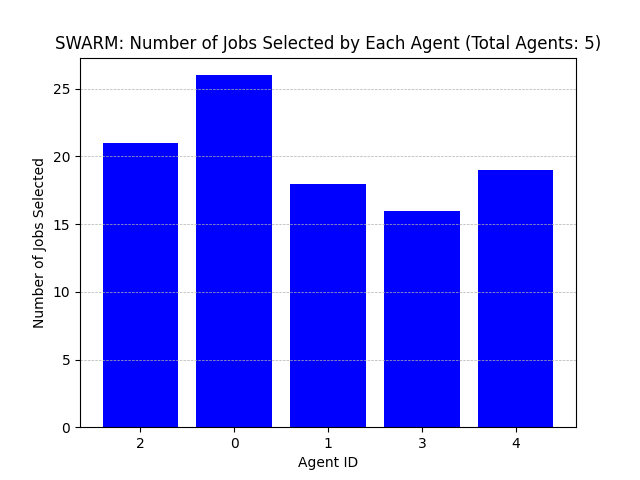 SWARM: Number of Jobs Selected by Each Agent (Total Agents: 5)
25
20
15
10
5
0
Number of Jobs Selected
2 0 1 3 4
Agent ID